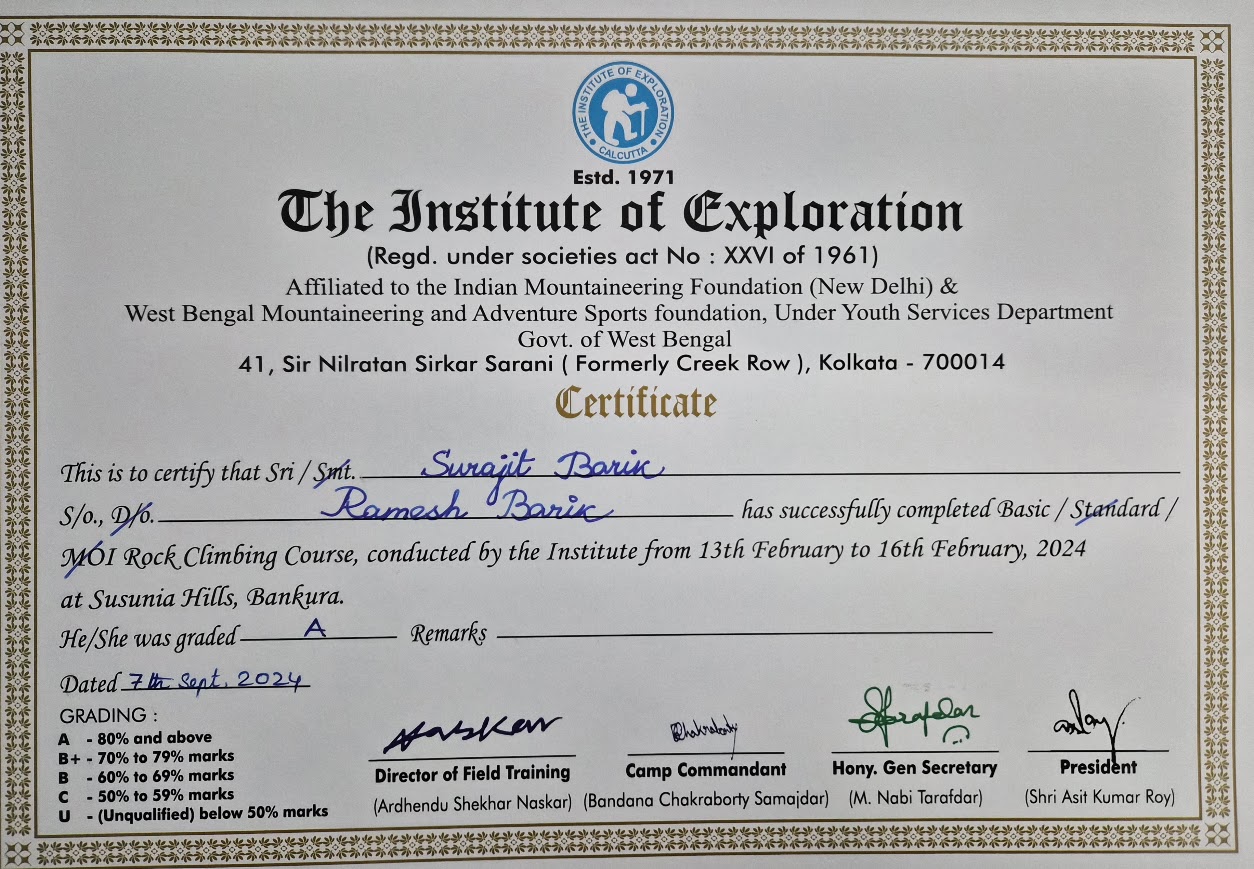 THE INSTITUTE OF EXPLORATION
CALCUTTA
Estd. 1971
The Institute of Exploration
(Regd. under societies act No : XXVI of 1961)
Affiliated to the Indian Mountaineering Foundation (New Delhi) &
West Bengal Mountaineering and Adventure Sports foundation, Under Youth Services Department
Govt. of West Bengal
41, Sir Nilratan Sirkar Sarani ( Formerly Creek Row ), Kolkata - 700014
Certificate
This is to certify that Sri / Smt. Surajit Barik
S/o., D/o. Ramesh Barik has successfully completed Basic / Standard /
MOI Rock Climbing Course, conducted by the Institute from 13th February to 16th February, 2024
at Susunia Hills, Bankura.
He/She was graded A Remarks
Dated 7th Sept, 2024
GRADING :
A - 80% and above
B+ - 70% to 79% marks
B - 60% to 69% marks
C - 50% to 59% marks
U - (Unqualified) below 50% marks
Naskar
Director of Field Training
(Ardhendu Shekhar Naskar)
BChakraborty
Camp Commandant
(Bandana Chakraborty Samajdar)
Tarafdar
Hony. Gen Secretary
(M. Nabi Tarafdar)
President
(Shri Asit Kumar Roy)